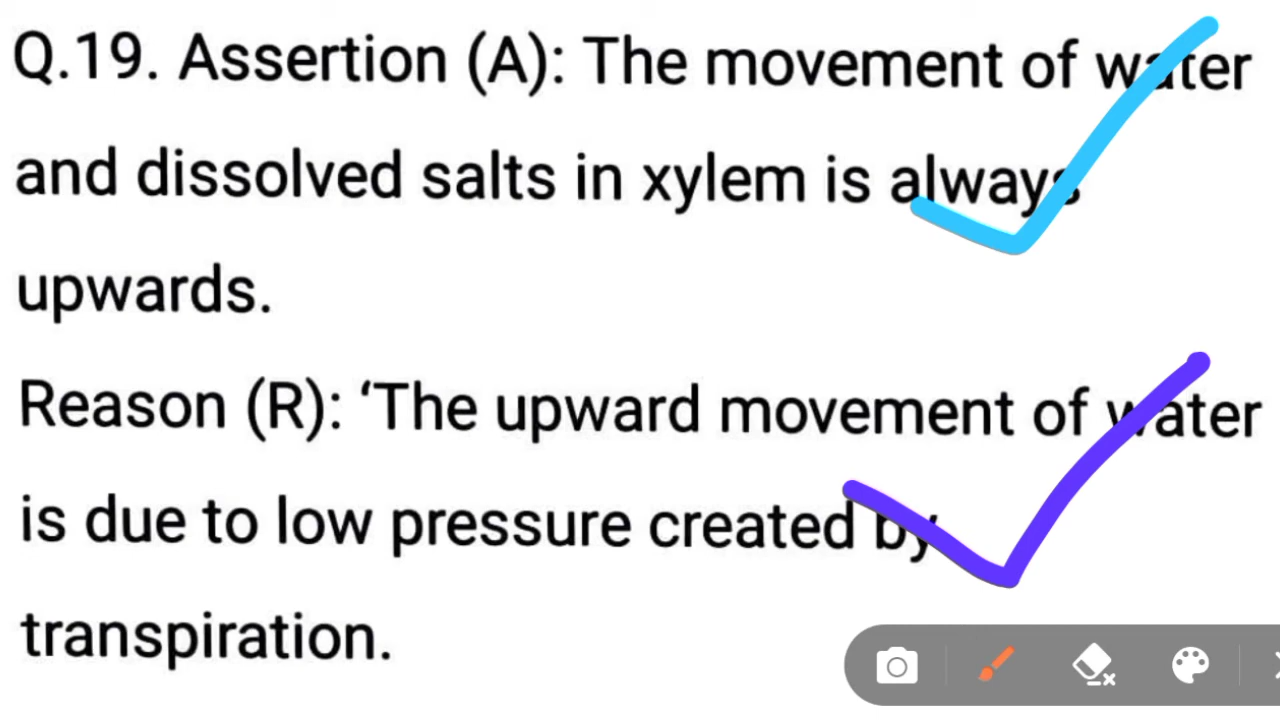 Q.19. Assertion (A): The movement of water
and dissolved salts in xylem is always
upwards.
Reason (R): ‘The upward movement of water
is due to low pressure created by
transpiration.